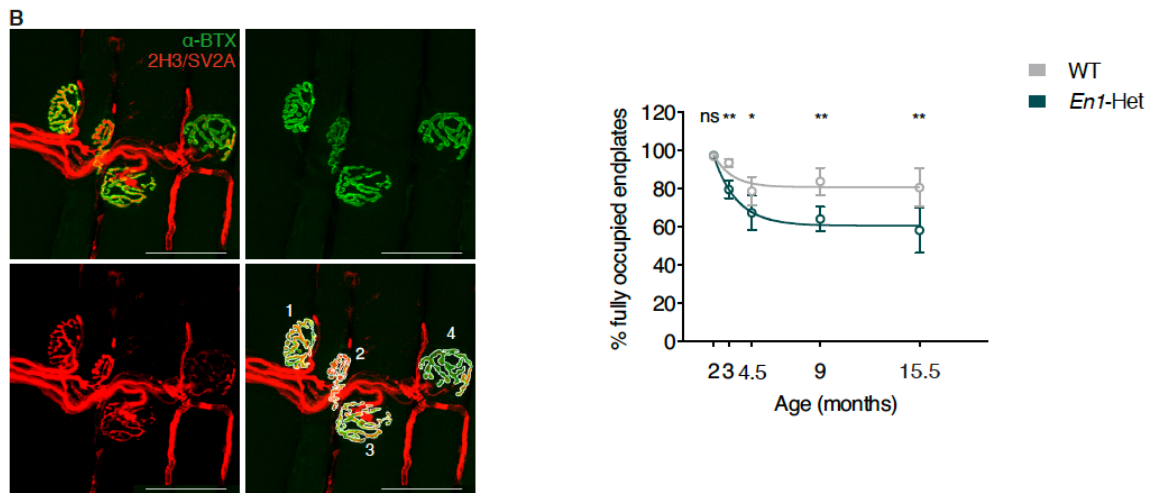 B
α-BTX
2H3/SV2A
1
2
3
4
WT
En1-Het
% fully occupied endplates
120
100
80
60
40
20
0
ns ** * ** **
2 3 4.5 9 15.5
Age (months)